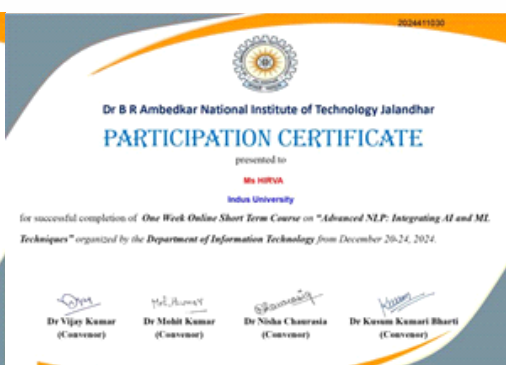 2024411030
Dr B R Ambedkar National Institute of Technology Jalandhar
PARTICIPATION CERTIFICATE
presented to
Ms HIRVA
Indus University
for successful completion of One Week Online Short Term Course on "Advanced NLP: Integrating AI and ML
Techniques" organized by the Department of Information Technology from December 20-24, 2024.
Dr Vijay Kumar
(Convenor)
Dr Mohit Kumar
(Convenor)
Dr Nisha Chaurasia
(Convenor)
Dr Kusum Kumari Bharti
(Convenor)